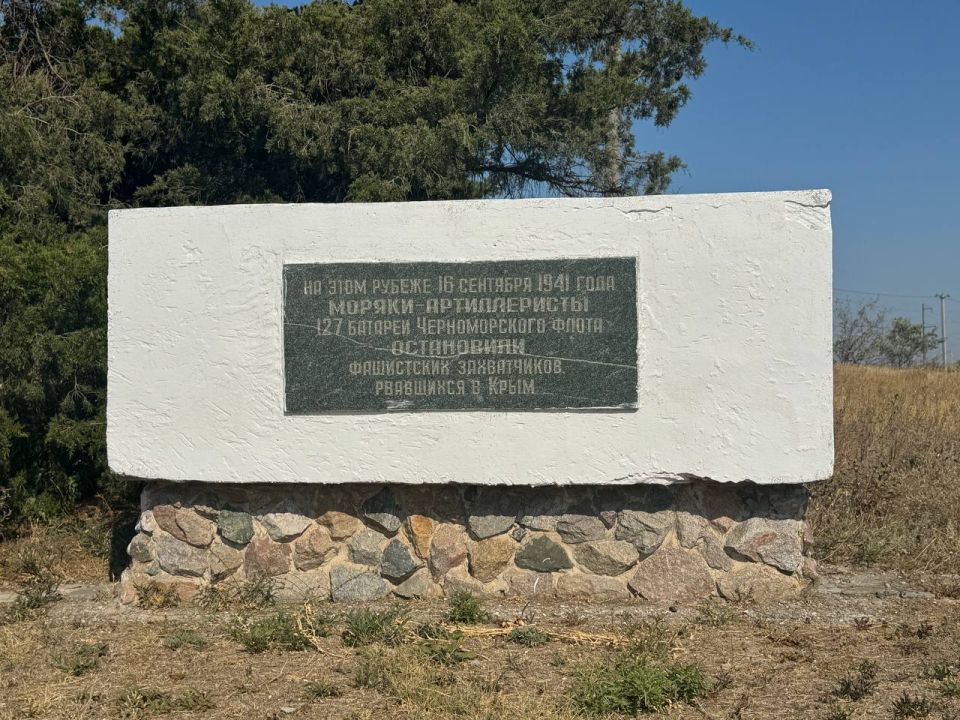 На этом рубеже 16 сентября 1941 года
моряки-артиллеристы
127 батареи Черноморского флота
остановили
фашистских захватчиков,
рвавшихся в Крым.